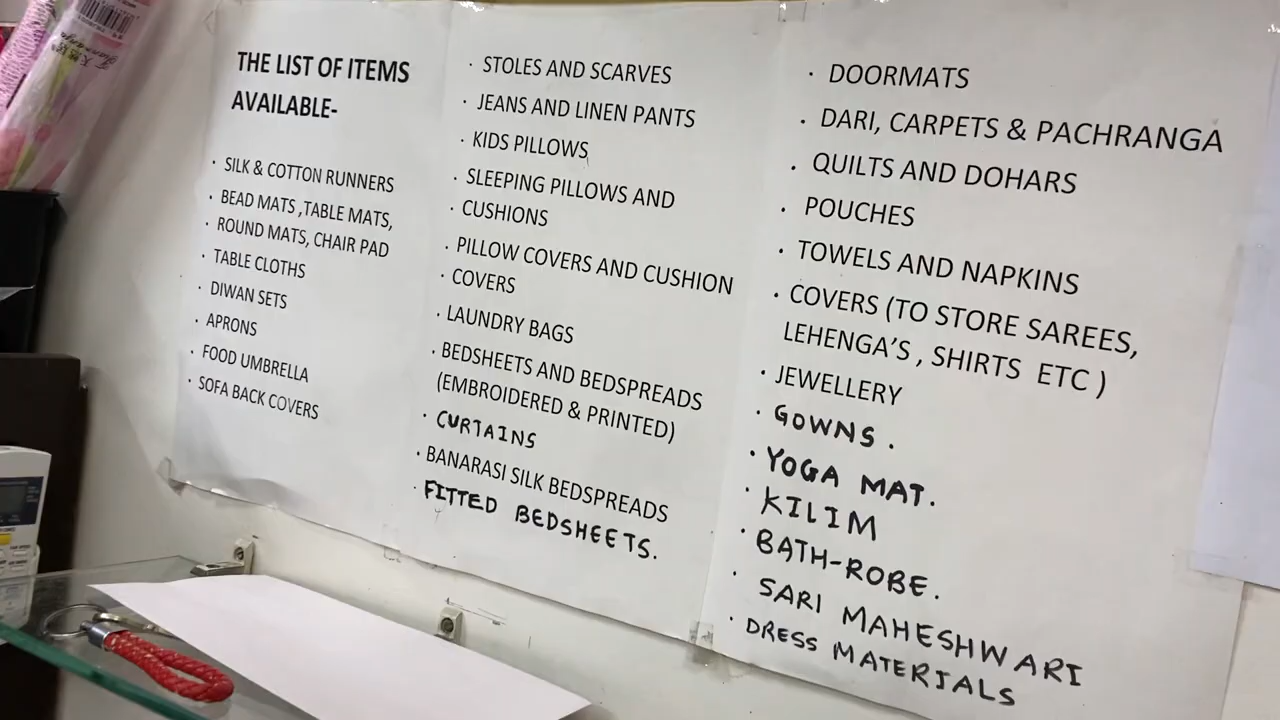 THE LIST OF ITEMS
AVAILABLE-
· SILK & COTTON RUNNERS
· BEAD MATS ,TABLE MATS,
· ROUND MATS, CHAIR PAD
· TABLE CLOTHS
· DIWAN SETS
· APRONS
· FOOD UMBRELLA
· SOFA BACK COVERS
· STOLES AND SCARVES
· JEANS AND LINEN PANTS
· KIDS PILLOWS
· SLEEPING PILLOWS AND
· CUSHIONS
· PILLOW COVERS AND CUSHION
· COVERS
· LAUNDRY BAGS
· BEDSHEETS AND BEDSPREADS
(EMBROIDERED & PRINTED)
· CURTAINS
· BANARASI SILK BEDSPREADS
· FITTED BEDSHEETS.
· DOORMATS
· DARI, CARPETS & PACHRANGA
· QUILTS AND DOHARS
· POUCHES
· TOWELS AND NAPKINS
· COVERS (TO STORE SAREES,
LEHENGA'S , SHIRTS ETC )
· JEWELLERY
· GOWNS .
· YOGA MAT.
· KILIM
· BATH-ROBE.
· SARI MAHESHWARI
· DRESS MATERIALS